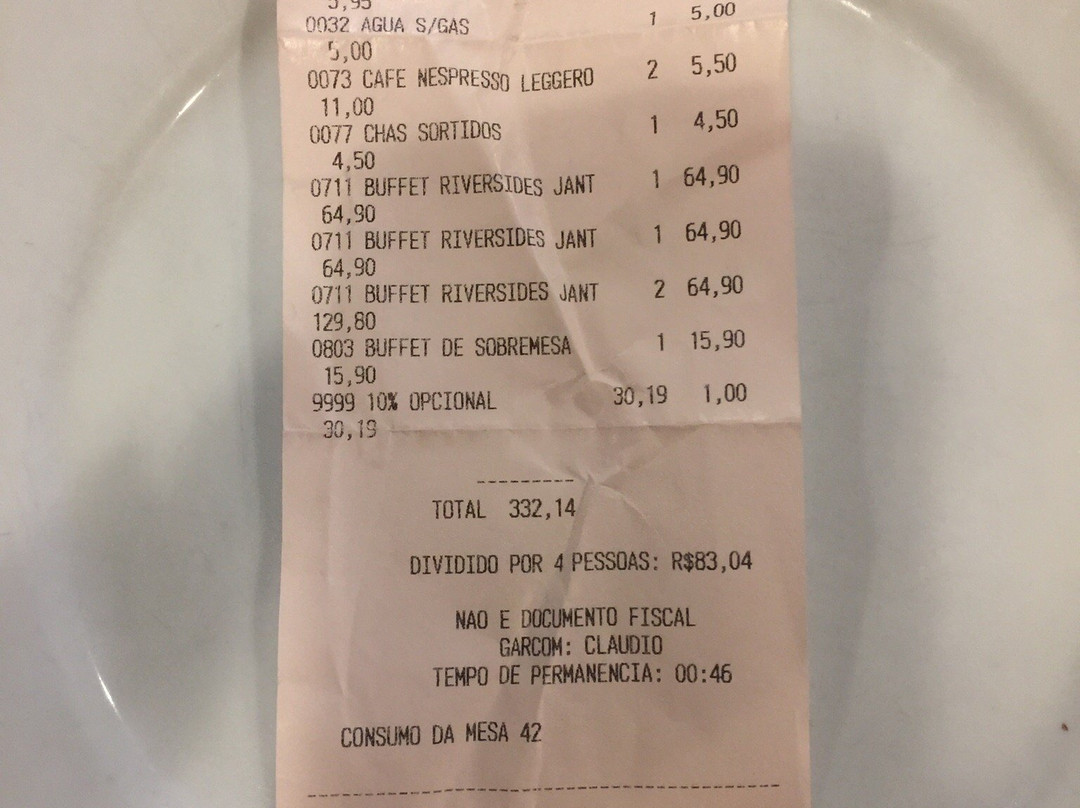 5,95
0032 AGUA S/GAS 1 5,00
5,00
0073 CAFE NESPRESSO LEGGERO 2 5,50
11,00
0077 CHAS SORTIDOS 1 4,50
4,50
0711 BUFFET RIVERSIDES JANT 1 64,90
64,90
0711 BUFFET RIVERSIDES JANT 1 64,90
64,90
0711 BUFFET RIVERSIDES JANT 2 64,90
129,80
0803 BUFFET DE SOBREMESA 1 15,90
15,90
9999 10% OPCIONAL 30,19 1,00
30,19
---------
TOTAL 332,14
DIVIDIDO POR 4 PESSOAS: R$83,04
NAO E DOCUMENTO FISCAL
GARCOM: CLAUDIO
TEMPO DE PERMANENCIA: 00:46
CONSUMO DA MESA 42